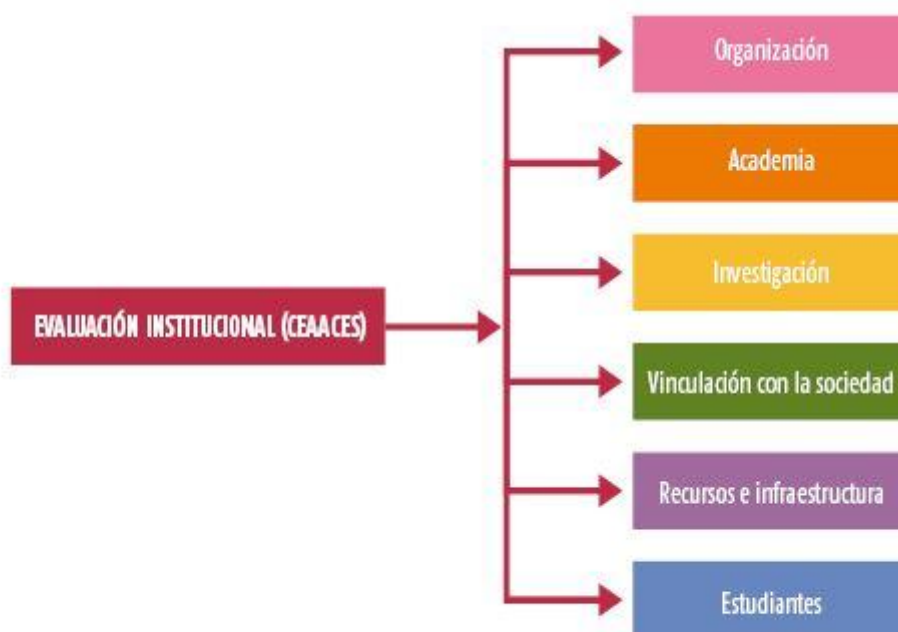 Organización
Academia
Investigación
EVALUACIÓN INSTITUCIONAL (CEAACES)
Vinculación con la sociedad
Recursos e infraestructura
Estudiantes